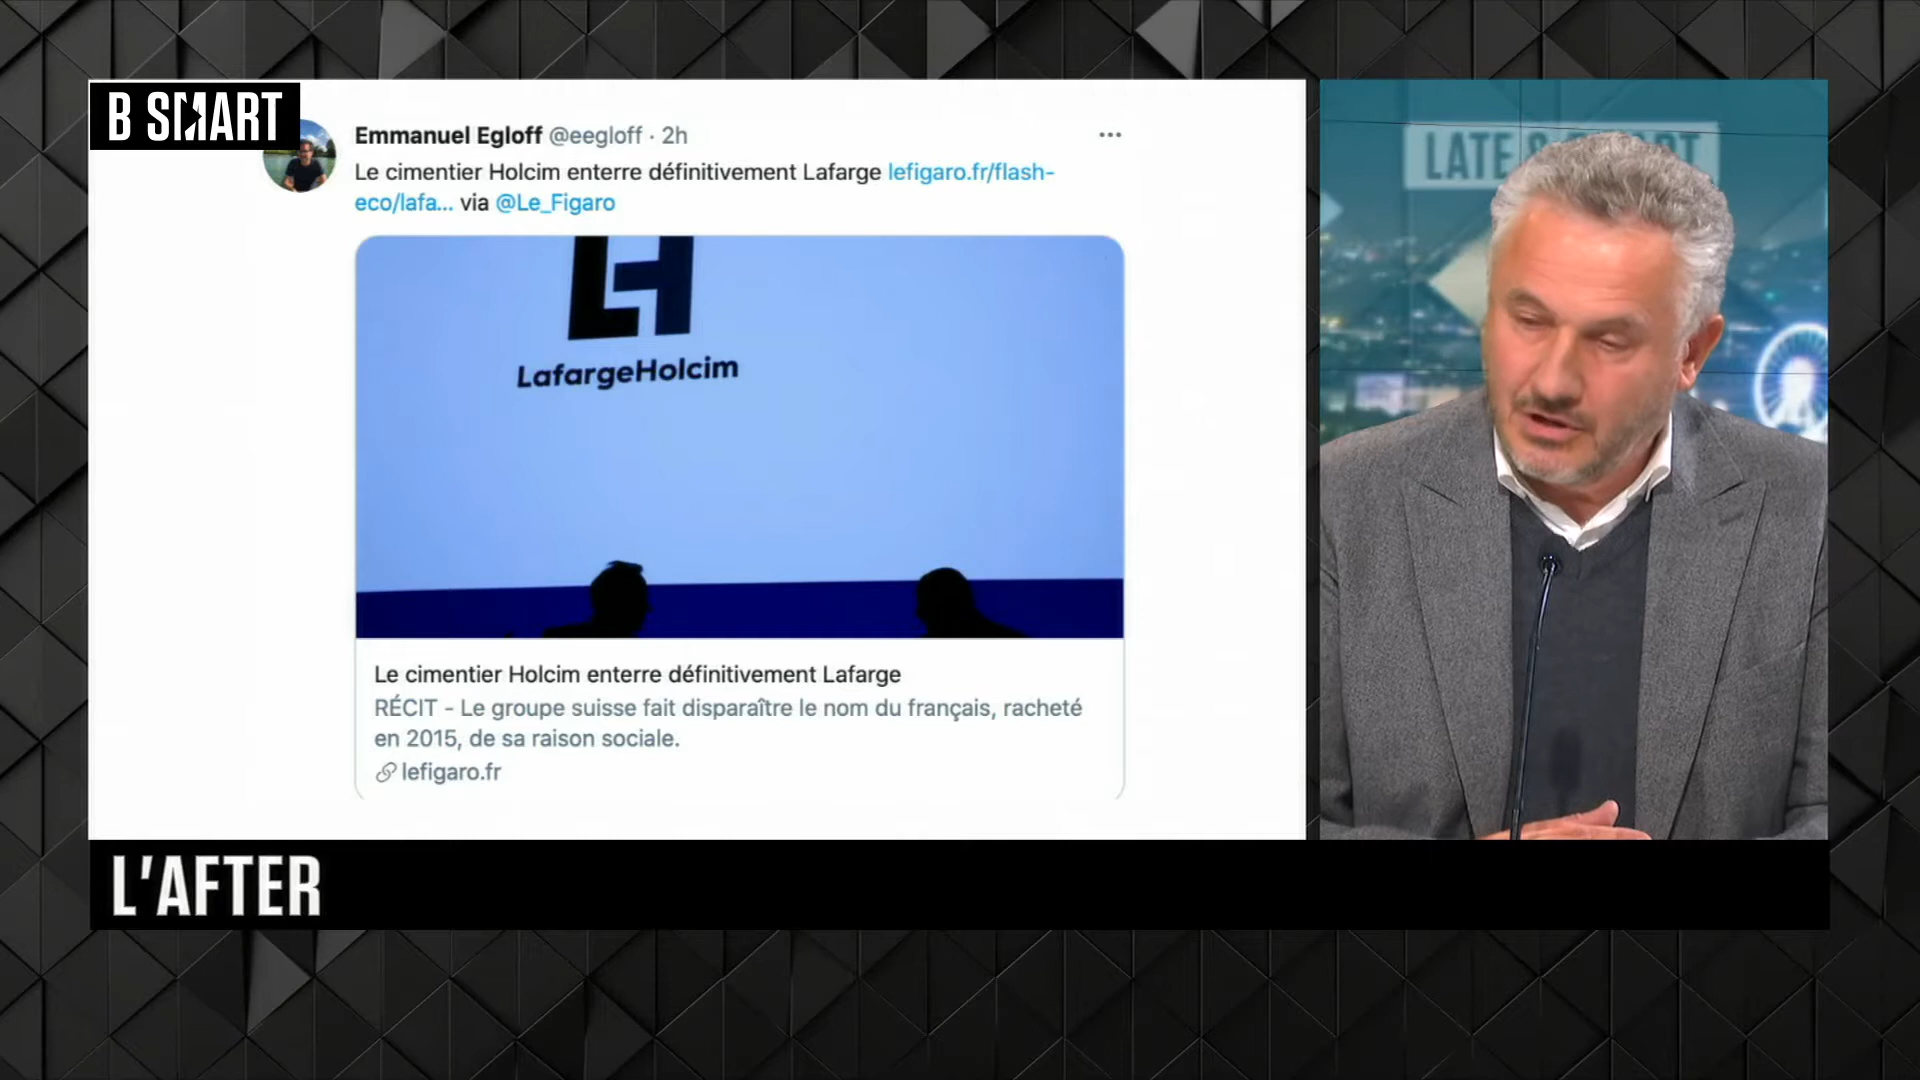 B SMART
Emmanuel Egloff @eegloff · 2h
Le cimentier Holcim enterre définitivement Lafarge lefigaro.fr/flash-
eco/lafa... via @Le_Figaro
LafargeHolcim
Le cimentier Holcim enterre définitivement Lafarge
RÉCIT - Le groupe suisse fait disparaître le nom du français, racheté
en 2015, de sa raison sociale.
lefigaro.fr
LATE &
L'AFTER